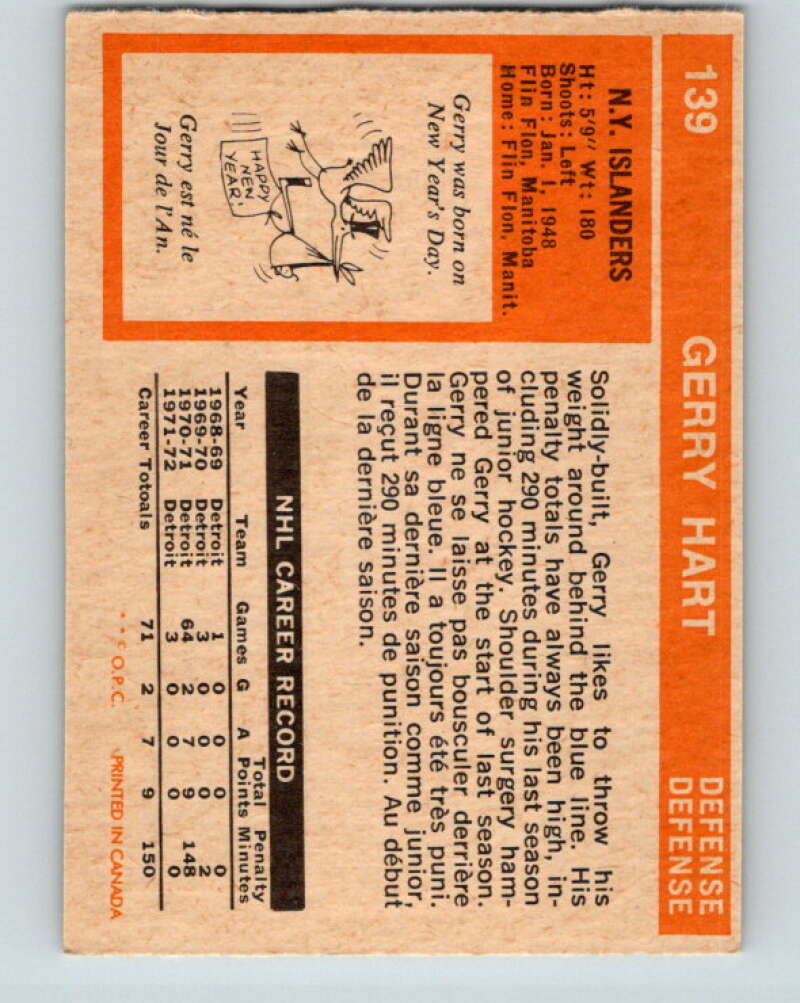 139 GERRY HART DEFENSE
DEFENSE
N.Y. ISLANDERS
Ht: 5'9" Wt: 180
Shoots: Left
Born: Jan. 1, 1948
Flin Flon, Manitoba
Home: Flin Flon, Manit.
Gerry was born on
New Year's Day.
HAPPY
NEW
YEAR.
Gerry est né le
Jour de l'An.
Solidly-built, Gerry likes to throw his
weight around behind the blue line. His
penalty totals have always been high, in-
cluding 290 minutes during his last season
of junior hockey. Shoulder surgery ham-
pered Gerry at the start of last season.
Gerry ne se laisse pas bousculer derrière
la ligne bleue. Il a toujours été très puni.
Durant sa dernière saison comme junior,
il reçut 290 minutes de punition. Au début
de la dernière saison.
NHL CAREER RECORD
Total Penalty
Year Team Games G A Points Minutes
1968-69 Detroit 1 0 0 0 0
1969-70 Detroit 3 0 0 0 2
1970-71 Detroit 64 2 7 9 148
1971-72 Detroit 3 0 0 0 0
Career Totoals 71 2 7 9 150
* * © O.P.C. PRINTED IN CANADA